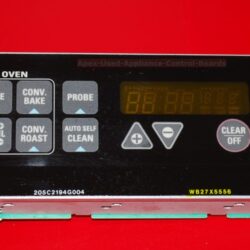 Apex-Used-Appliance-Control-Boards
OVEN
CONV.
BAKE
PROBE
CONV.
ROAST
AUTO SELF
CLEAN
CLEAR
OFF
205C2194G004
WB27X5556